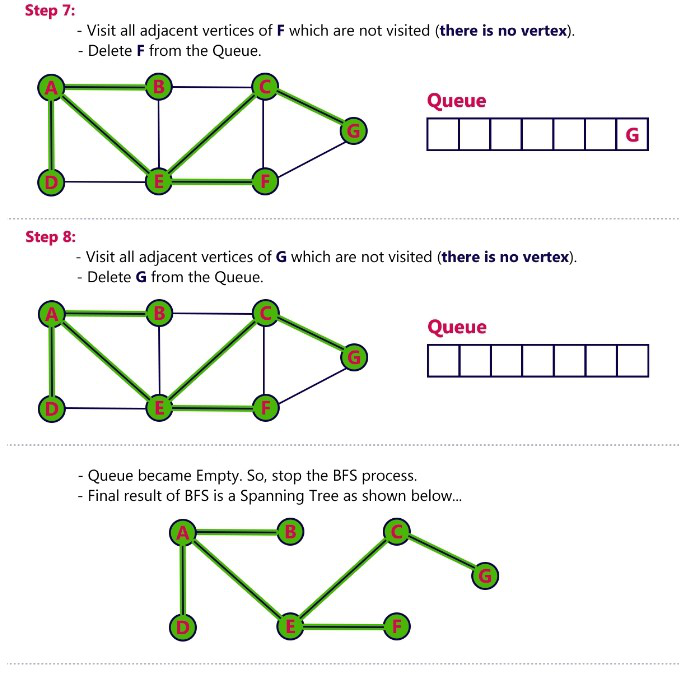 Step 7:
- Visit all adjacent vertices of F which are not visited (there is no vertex).
- Delete F from the Queue.
A B C
G
D E F
Queue
G
Step 8:
- Visit all adjacent vertices of G which are not visited (there is no vertex).
- Delete G from the Queue.
A B C
G
D E F
Queue
- Queue became Empty. So, stop the BFS process.
- Final result of BFS is a Spanning Tree as shown below...
A B C
G
D E F